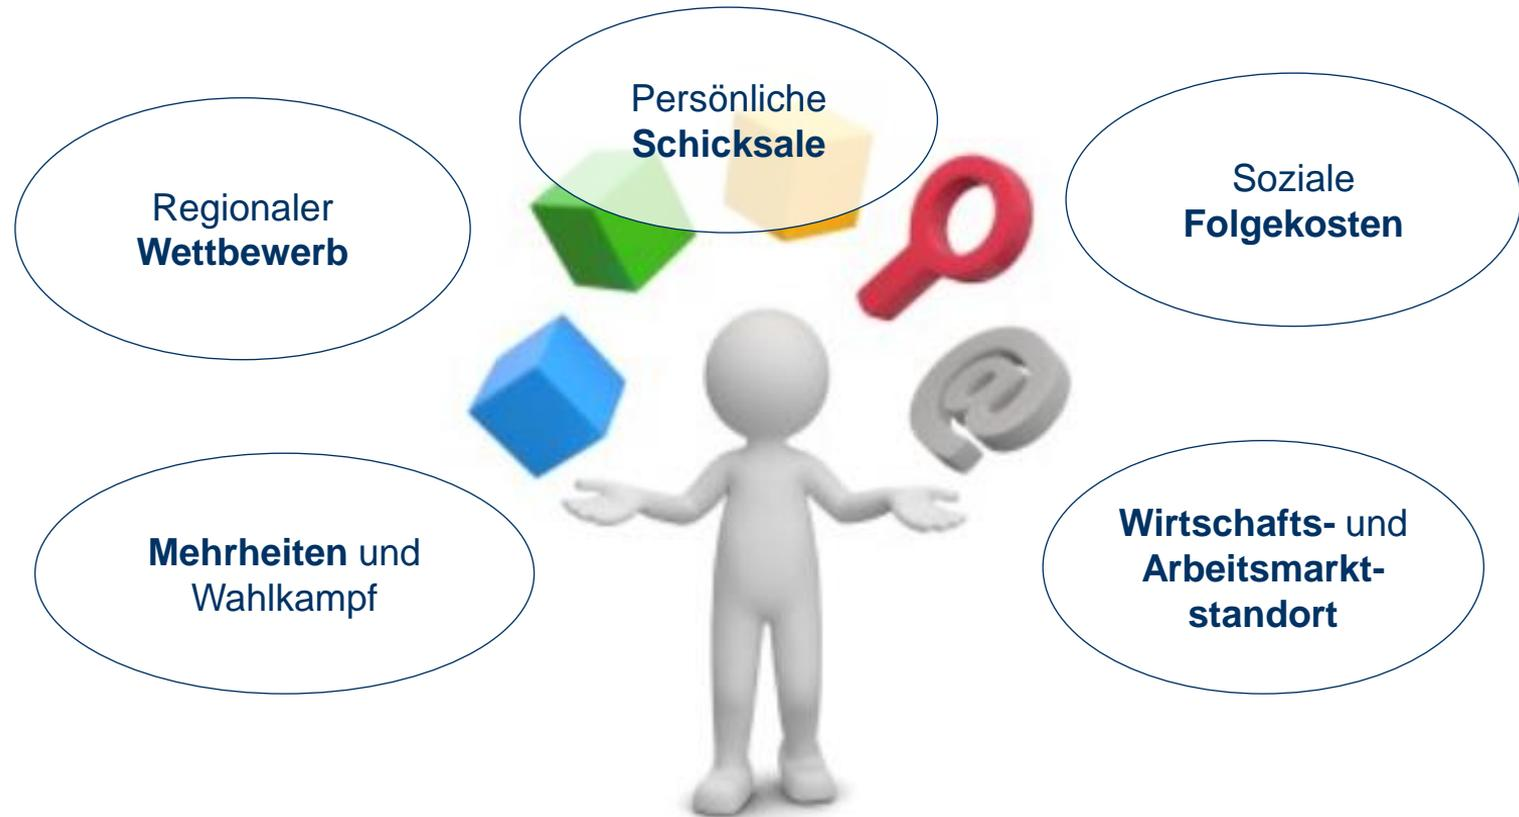 Persönliche
Schicksale
Regionaler
Wettbewerb
Soziale
Folgekosten
Mehrheiten und
Wahlkampf
Wirtschafts- und
Arbeitsmarkt-
standort
@